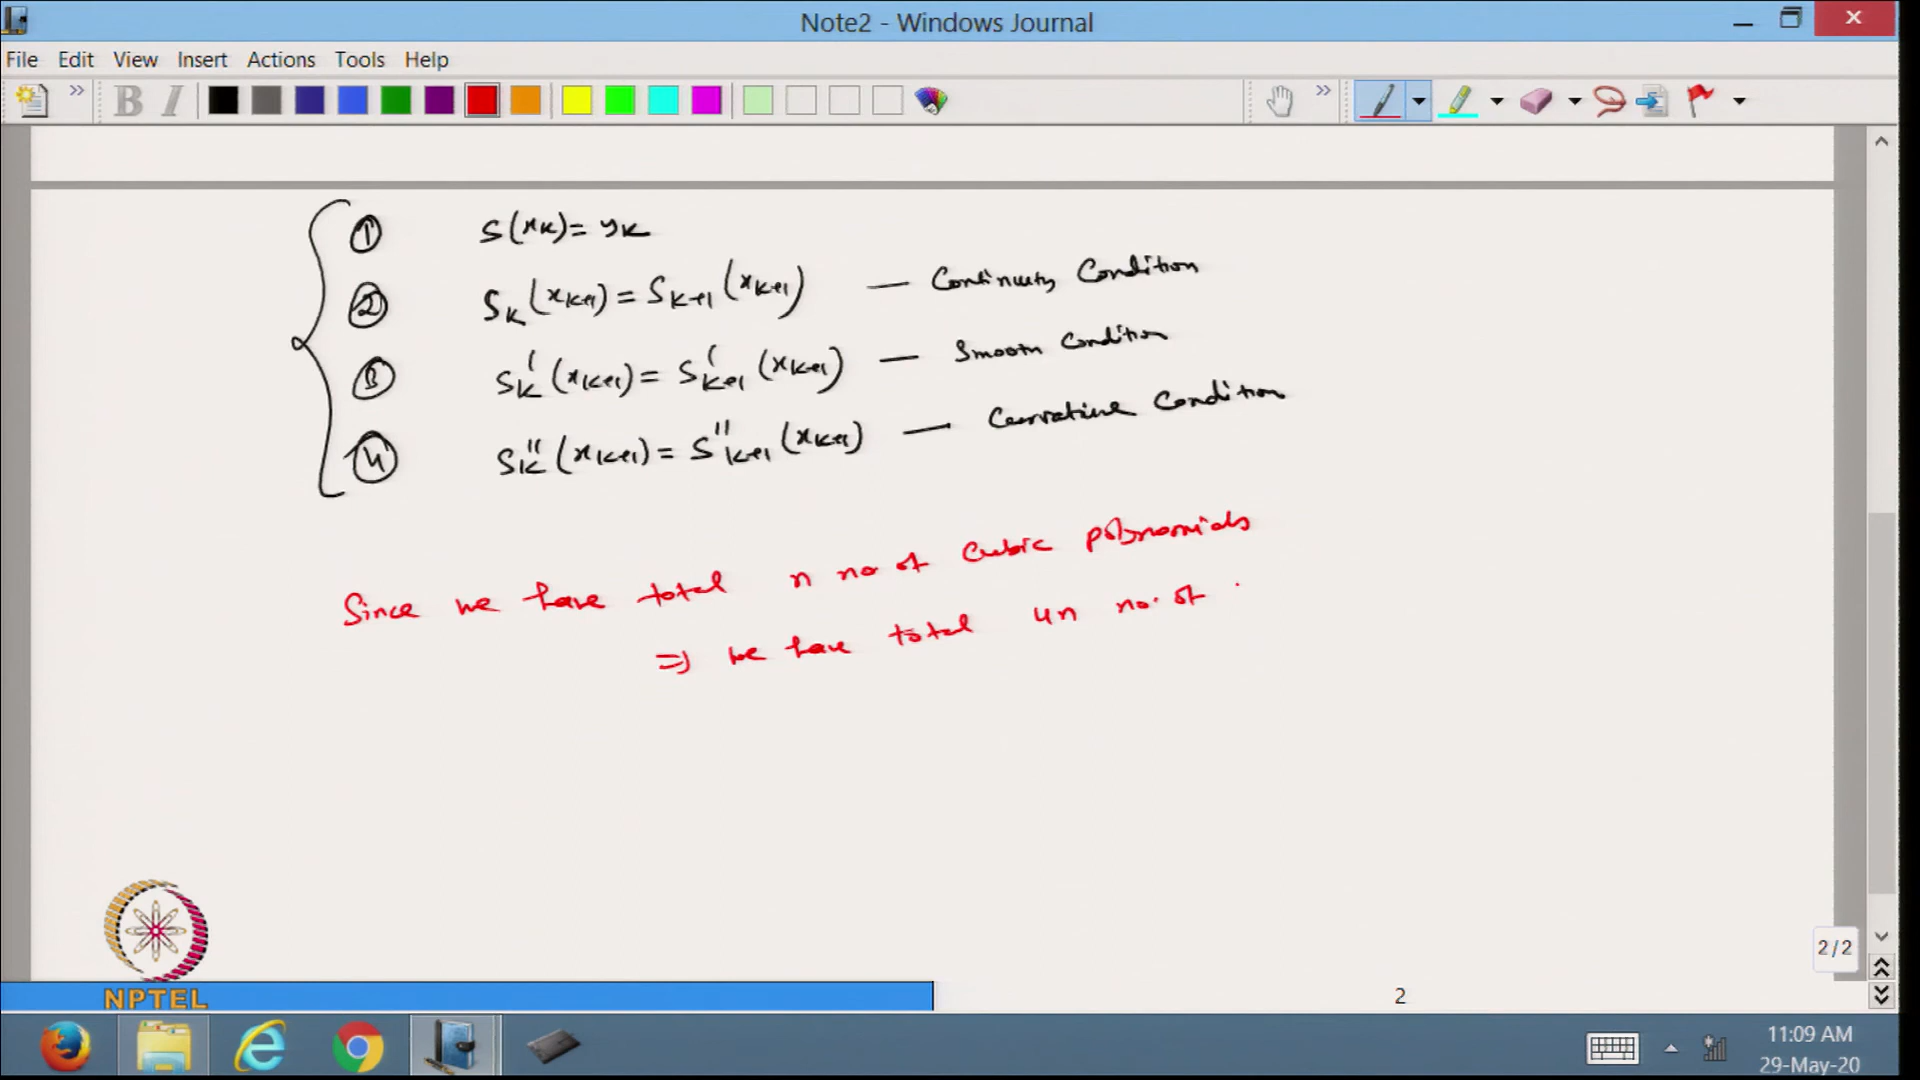 Note2 - Windows Journal
File Edit View Insert Actions Tools Help
B I
① S(xk) = yk
② Sk(xk+1) = Sk+1(xk+1) — Continuity Condition
③ Sk'(xk+1) = S'k+1(xk+1) — Smooth Condition
④ Sk''(xk+1) = S''k+1(xk+1) — Curvative Condition
Since we have total n no of Cubic polynomials
⇒ we have total 4n no. of
2/2
NPTEL
2
11:09 AM
29-May-20